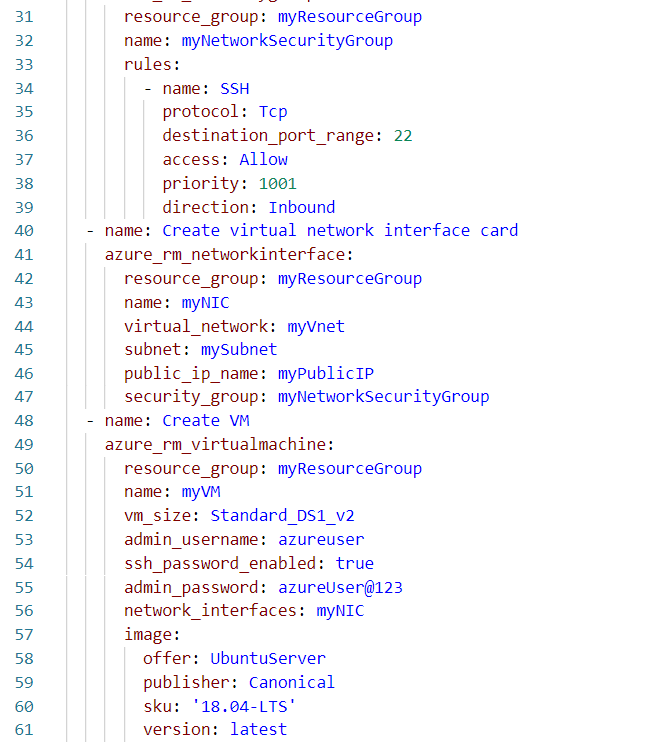 31 resource_group: myResourceGroup
32 name: myNetworkSecurityGroup
33 rules:
34 - name: SSH
35 protocol: Tcp
36 destination_port_range: 22
37 access: Allow
38 priority: 1001
39 direction: Inbound
40 - name: Create virtual network interface card
41 azure_rm_networkinterface:
42 resource_group: myResourceGroup
43 name: myNIC
44 virtual_network: myVnet
45 subnet: mySubnet
46 public_ip_name: myPublicIP
47 security_group: myNetworkSecurityGroup
48 - name: Create VM
49 azure_rm_virtualmachine:
50 resource_group: myResourceGroup
51 name: myVM
52 vm_size: Standard_DS1_v2
53 admin_username: azureuser
54 ssh_password_enabled: true
55 admin_password: azureUser@123
56 network_interfaces: myNIC
57 image:
58 offer: UbuntuServer
59 publisher: Canonical
60 sku: '18.04-LTS'
61 version: latest